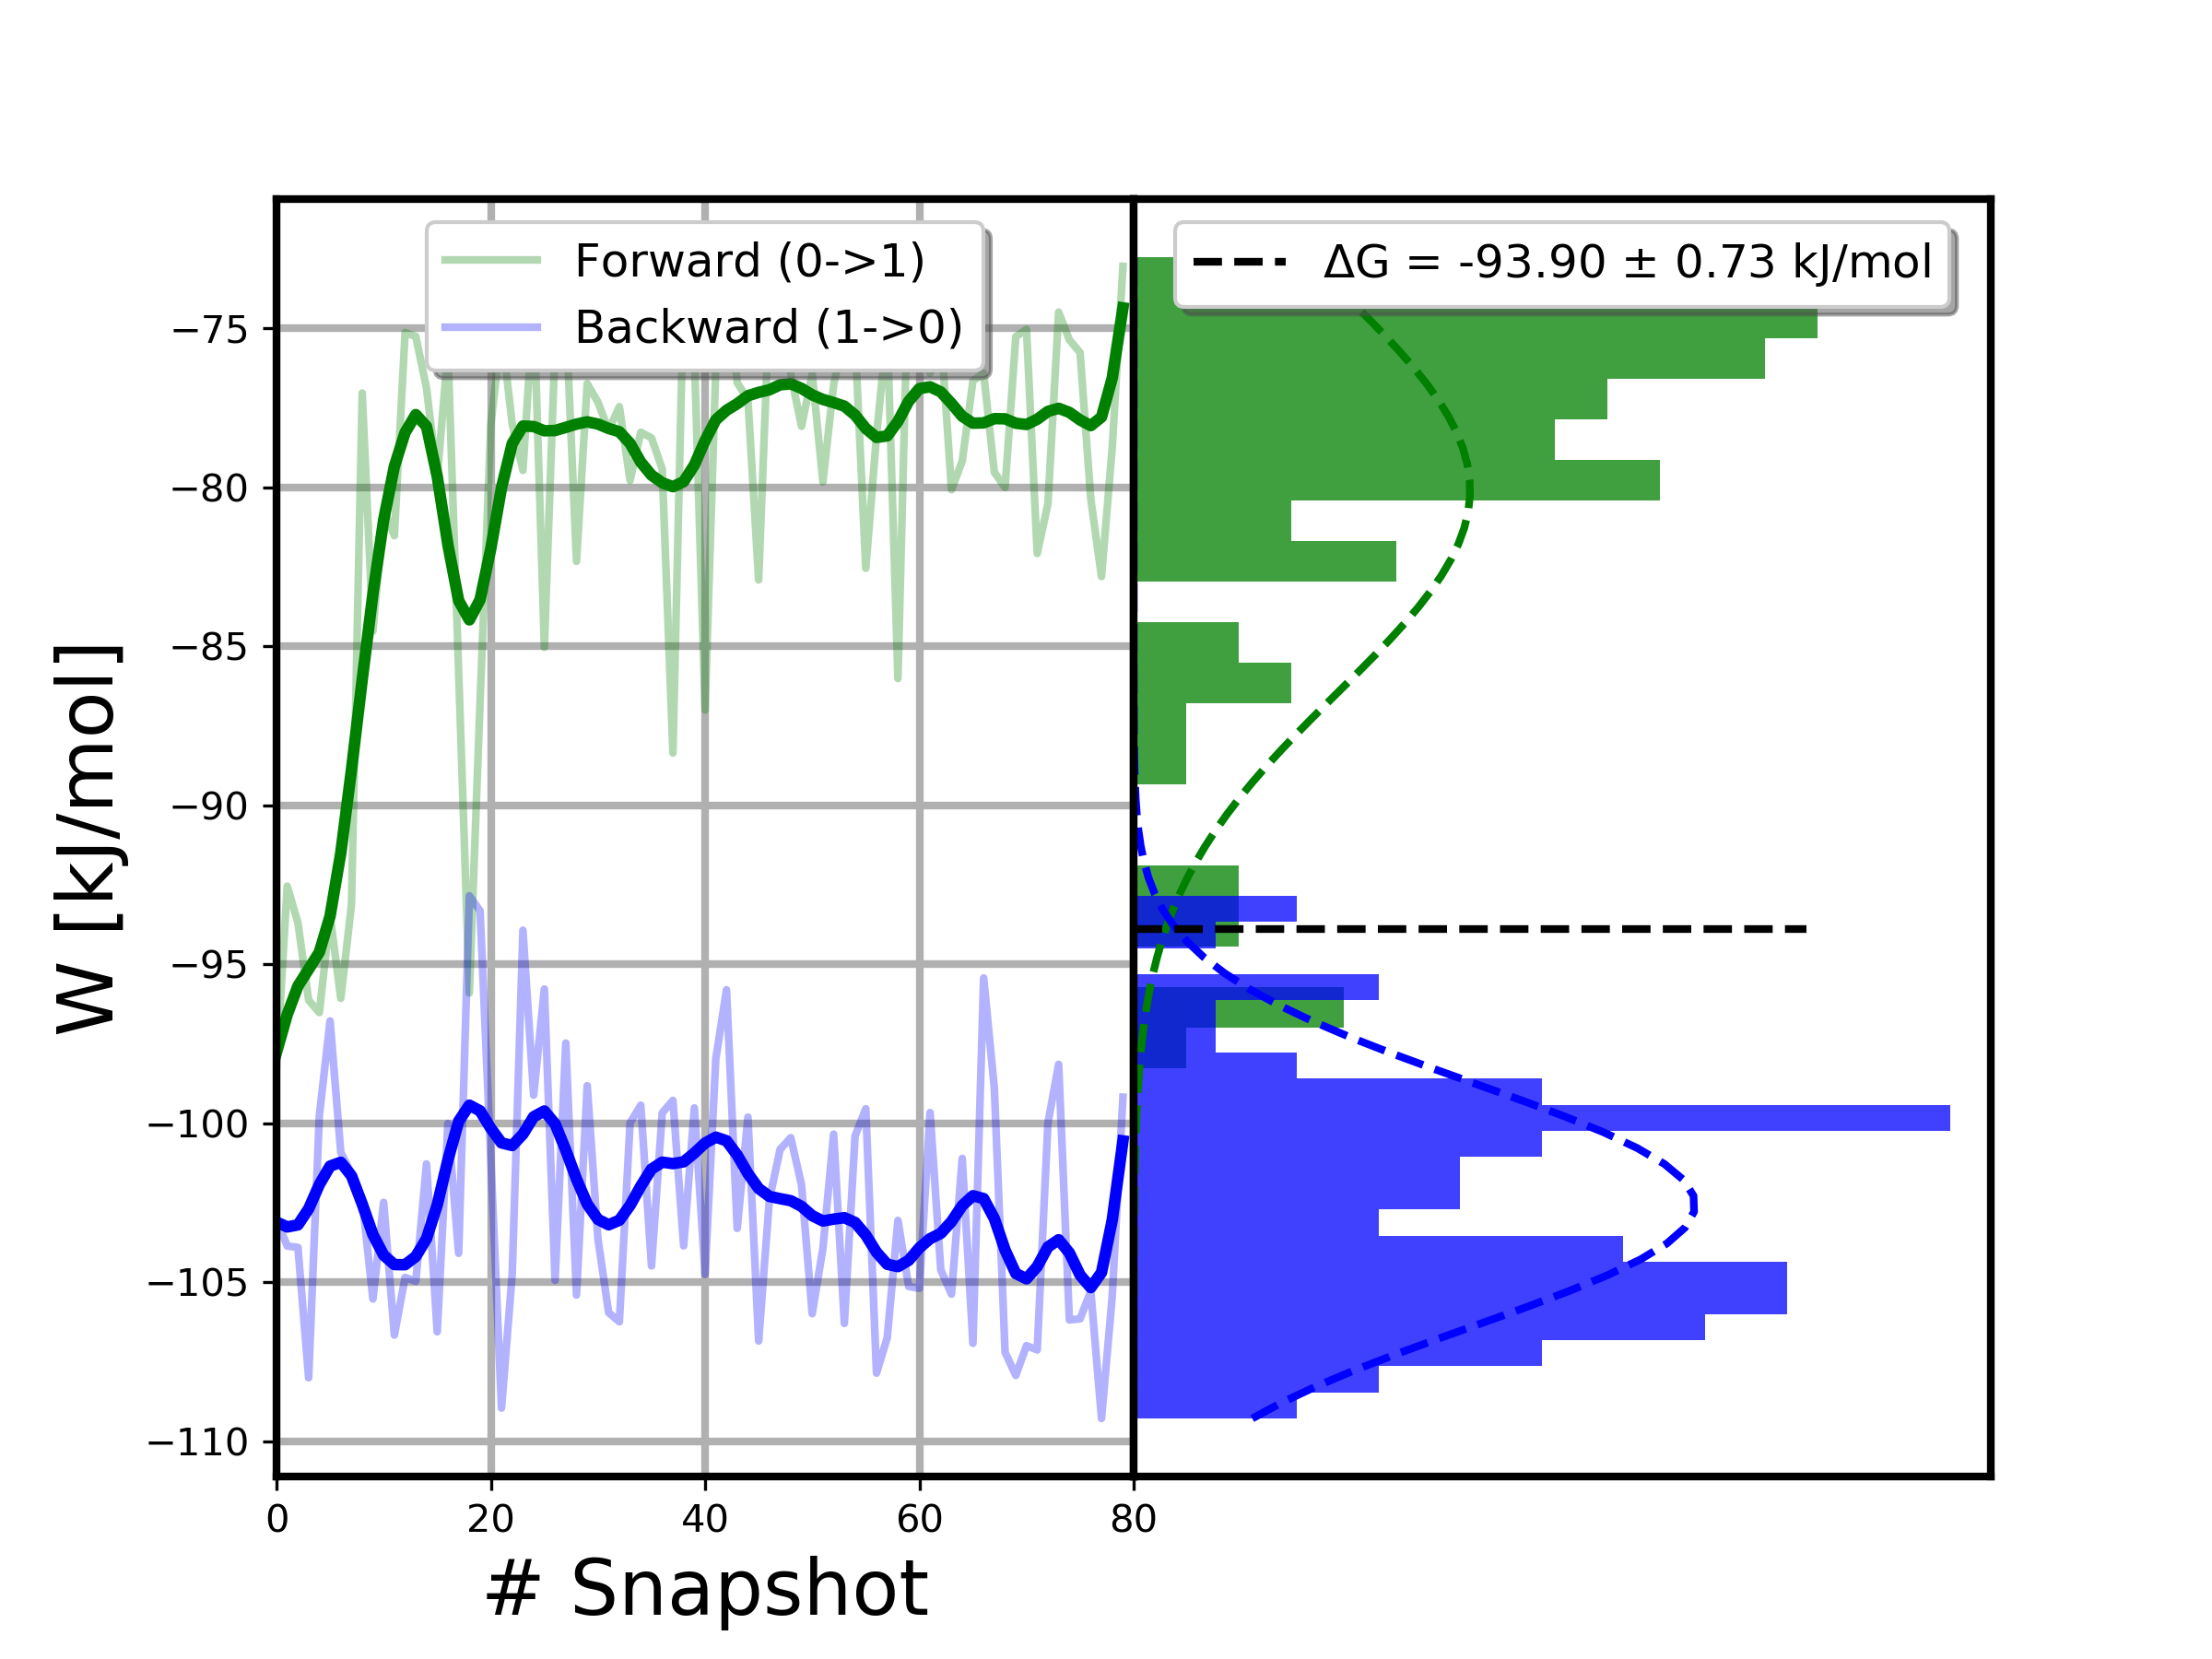 Forward (0->1)
Backward (1->0)
ΔG = -93.90 ± 0.73 kJ/mol
−75
−80
−85
−90
−95
−100
−105
−110
W [kJ/mol]
0 20 40 60 80
# Snapshot